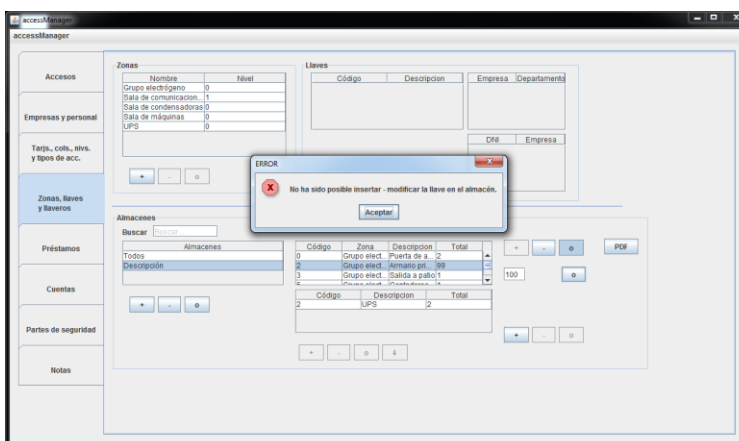 accessManager
accessManager
Accesos
Empresas y personal
Tarjs., cols., nivs.
y tipos de acc.
Zonas, llaves
y llaveros
Préstamos
Cuentas
Partes de seguridad
Notas
Zonas
Nombre Nivel
Grupo electrógeno 0
Sala de comunicacion... 1
Sala de condensadoras 0
Sala de máquinas 0
UPS 0
+ - o
Llaves
Código Descripcion
Empresa Departamento
DNI Empresa
ERROR
No ha sido posible insertar - modificar la llave en el almacén.
Aceptar
Almacenes
Buscar Buscar...
Almacenes
Todos
Descripción
+ - o
Código Zona Descripcion Total
0 Grupo elect... Puerta de a... 2
2 Grupo elect... Armario pri... 99
3 Grupo elect... Salida a patio 1
Código Descripcion Total
2 UPS 2
+ - o
+ - o PDF
100 o
+ - o